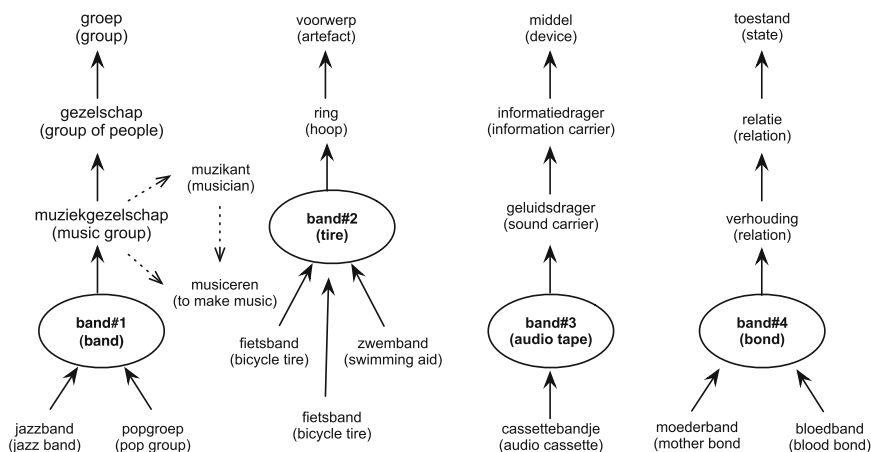 groep
(group)
gezelschap
(group of people)
muziekgezelschap
(music group)
muzikant
(musician)
musiceren
(to make music)
band#1
(band)
jazzband
(jazz band)
popgroep
(pop group)
voorwerp
(artefact)
ring
(hoop)
band#2
(tire)
fietsband
(bicycle tire)
zwemband
(swimming aid)
fietsband
(bicycle tire)
middel
(device)
informatiedrager
(information carrier)
geluidsdrager
(sound carrier)
band#3
(audio tape)
cassettebandje
(audio cassette)
toestand
(state)
relatie
(relation)
verhouding
(relation)
band#4
(bond)
moederband
(mother bond
bloedband
(blood bond)